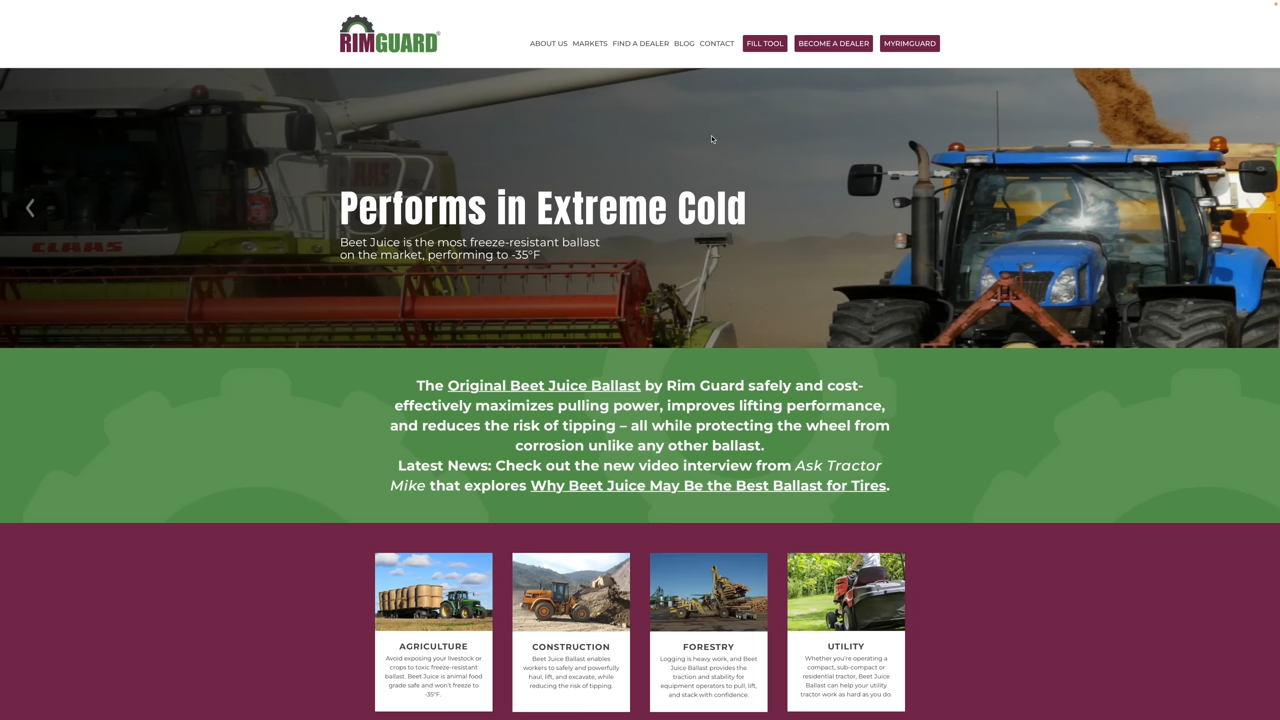 RIMGUARD®
ABOUT US MARKETS FIND A DEALER BLOG CONTACT FILL TOOL BECOME A DEALER MYRIMGUARD
CLAAS
Performs in Extreme Cold
Beet Juice is the most freeze-resistant ballast
on the market, performing to -35°F
The Original Beet Juice Ballast by Rim Guard safely and cost-
effectively maximizes pulling power, improves lifting performance,
and reduces the risk of tipping – all while protecting the wheel from
corrosion unlike any other ballast.
Latest News: Check out the new video interview from Ask Tractor
Mike that explores Why Beet Juice May Be the Best Ballast for Tires.
AGRICULTURE
Avoid exposing your livestock or
crops to toxic freeze-resistant
ballast. Beet Juice is animal food
grade safe and won't freeze to
-35°F.
CONSTRUCTION
Beet Juice Ballast enables
workers to safely and powerfully
haul, lift, and excavate, while
reducing the risk of tipping.
FORESTRY
Logging is heavy work, and Beet
Juice Ballast provides the
traction and stability for
equipment operators to pull, lift,
and stack with confidence.
UTILITY
Whether you're operating a
compact, sub-compact or
residential tractor, Beet Juice
Ballast can help your utility
tractor work as hard as you do.